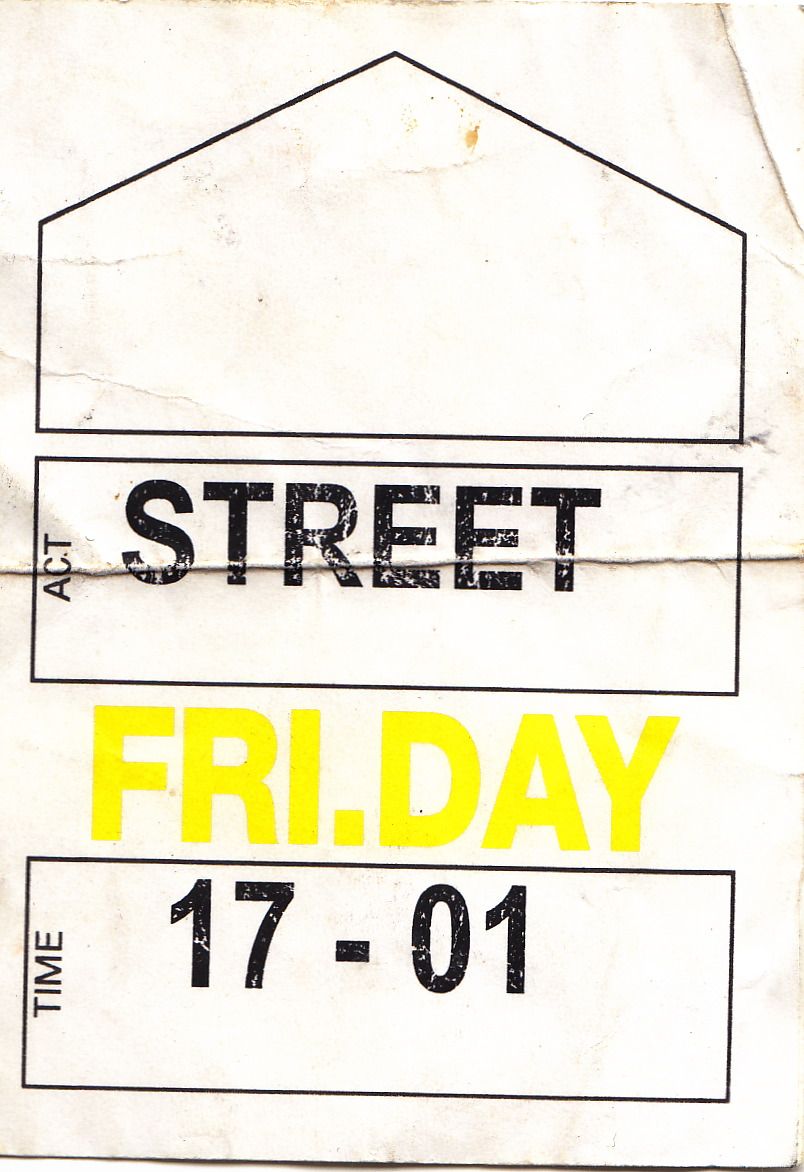 ACT
STREET
FRI.DAY
TIME
17 - 01